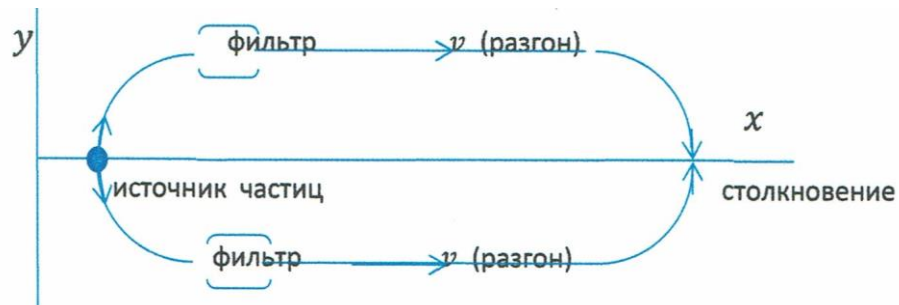 y
фильтр v (разгон)
x
источник частиц
столкновение
фильтр v (разгон)